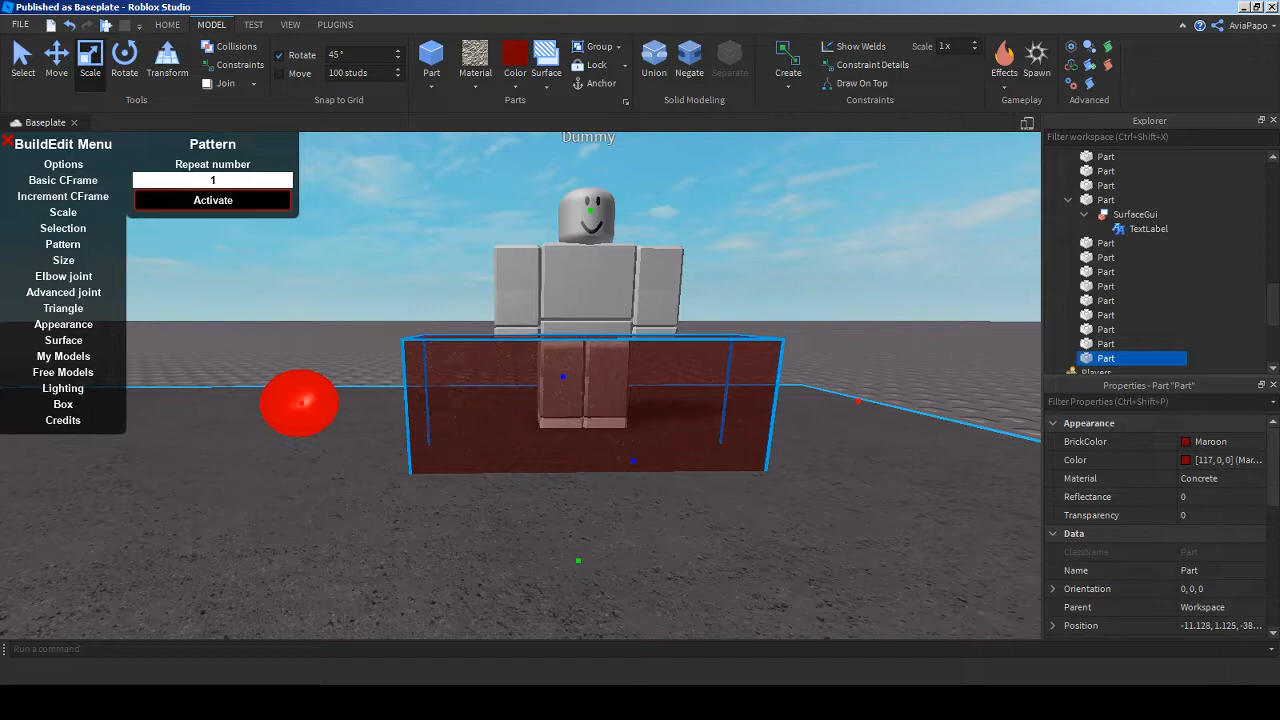 Published as Baseplate - Roblox Studio
FILE HOME MODEL TEST VIEW PLUGINS AviaPapo
Select Move Scale Rotate Transform
Collisions
Constraints
Join
Tools
Rotate 45°
Move 100 studs
Snap to Grid
Part Material Color Surface
Group
Lock
Anchor
Parts
Union Negate Separate
Solid Modeling
Create
Show Welds Scale 1x
Constraint Details
Draw On Top
Constraints
Effects Spawn
Gameplay
Advanced
Baseplate
BuildEdit Menu
Options
Basic CFrame
Increment CFrame
Scale
Selection
Pattern
Size
Elbow joint
Advanced joint
Triangle
Appearance
Surface
My Models
Free Models
Lighting
Box
Credits
Pattern
Repeat number
1
Activate
Dummy
Explorer
Filter workspace (Ctrl+Shift+X)
Part
Part
Part
Part
SurfaceGui
TextLabel
Part
Part
Part
Part
Part
Part
Part
Part
Part
Players
Properties - Part "Part"
Filter Properties (Ctrl+Shift+P)
Appearance
BrickColor Maroon
Color [117, 0, 0] (Mar...
Material Concrete
Reflectance 0
Transparency 0
Data
ClassName Part
Name Part
Orientation 0, 0, 0
Parent Workspace
Position -11.128, 1.125, -38...
Run a command